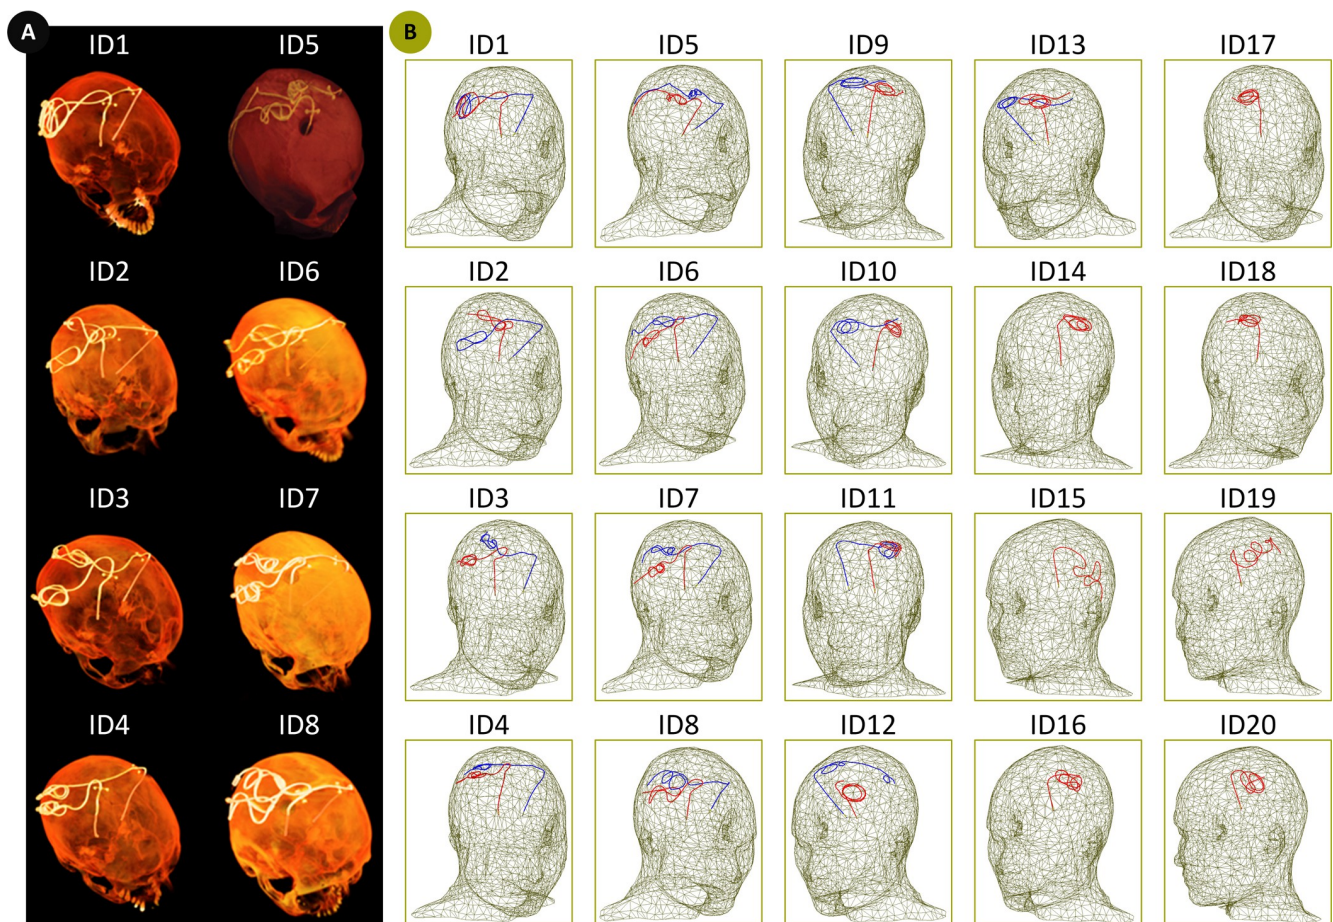 A B
ID1 ID5 ID1 ID5 ID9 ID13 ID17
ID2 ID6 ID2 ID6 ID10 ID14 ID18
ID3 ID7 ID3 ID7 ID11 ID15 ID19
ID4 ID8 ID4 ID8 ID12 ID16 ID20